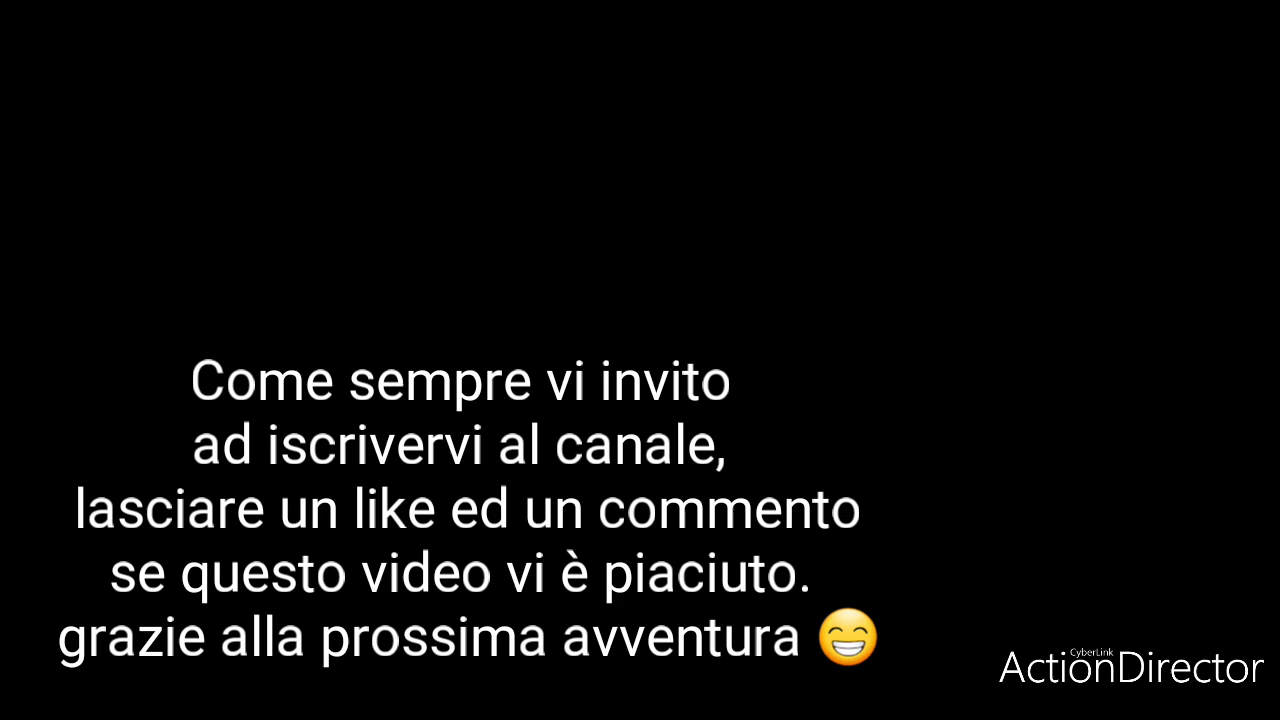 Come sempre vi invito
ad iscrivervi al canale,
lasciare un like ed un commento
se questo video vi è piaciuto.
grazie alla prossima avventura 😁
CyberLink
ActionDirector